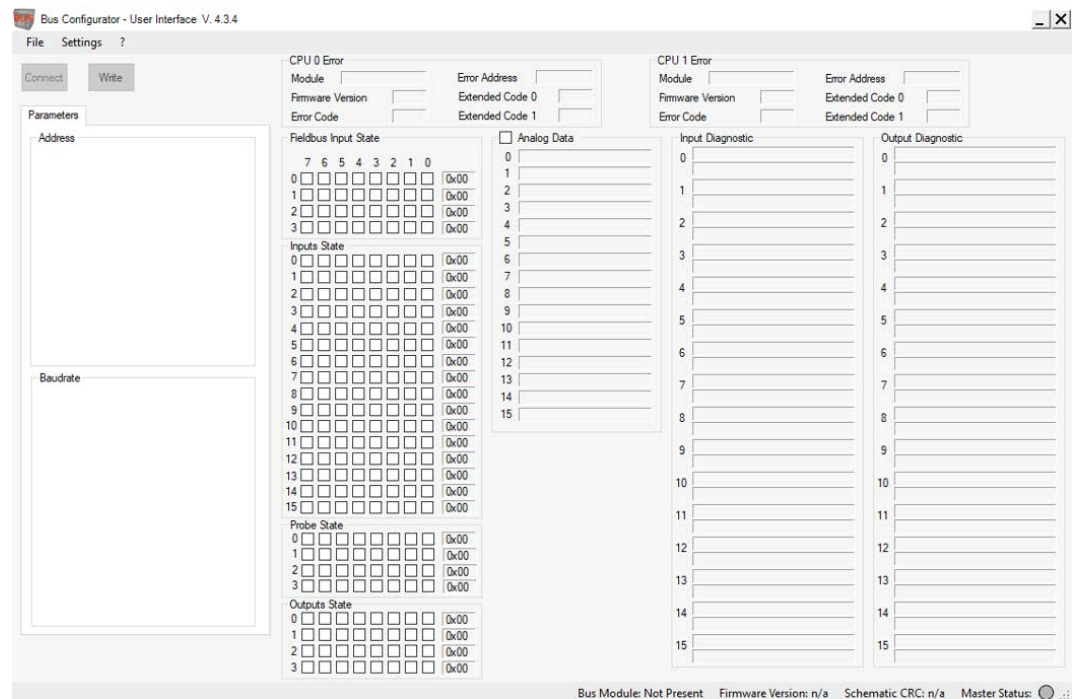 BUS Bus Configurator - User Interface V. 4.3.4
File Settings ?
Connect Write
Parameters
Address
Baudrate
CPU 0 Error
Module Error Address
Firmware Version Extended Code 0
Error Code Extended Code 1
CPU 1 Error
Module Error Address
Firmware Version Extended Code 0
Error Code Extended Code 1
Fieldbus Input State
7 6 5 4 3 2 1 0
0 0x00
1 0x00
2 0x00
3 0x00
Inputs State
0 0x00
1 0x00
2 0x00
3 0x00
4 0x00
5 0x00
6 0x00
7 0x00
8 0x00
9 0x00
10 0x00
11 0x00
12 0x00
13 0x00
14 0x00
15 0x00
Probe State
0 0x00
1 0x00
2 0x00
3 0x00
Outputs State
0 0x00
1 0x00
2 0x00
3 0x00
Analog Data
0
1
2
3
4
5
6
7
8
9
10
11
12
13
14
15
Input Diagnostic
0
1
2
3
4
5
6
7
8
9
10
11
12
13
14
15
Output Diagnostic
0
1
2
3
4
5
6
7
8
9
10
11
12
13
14
15
Bus Module: Not Present Firmware Version: n/a Schematic CRC: n/a Master Status: